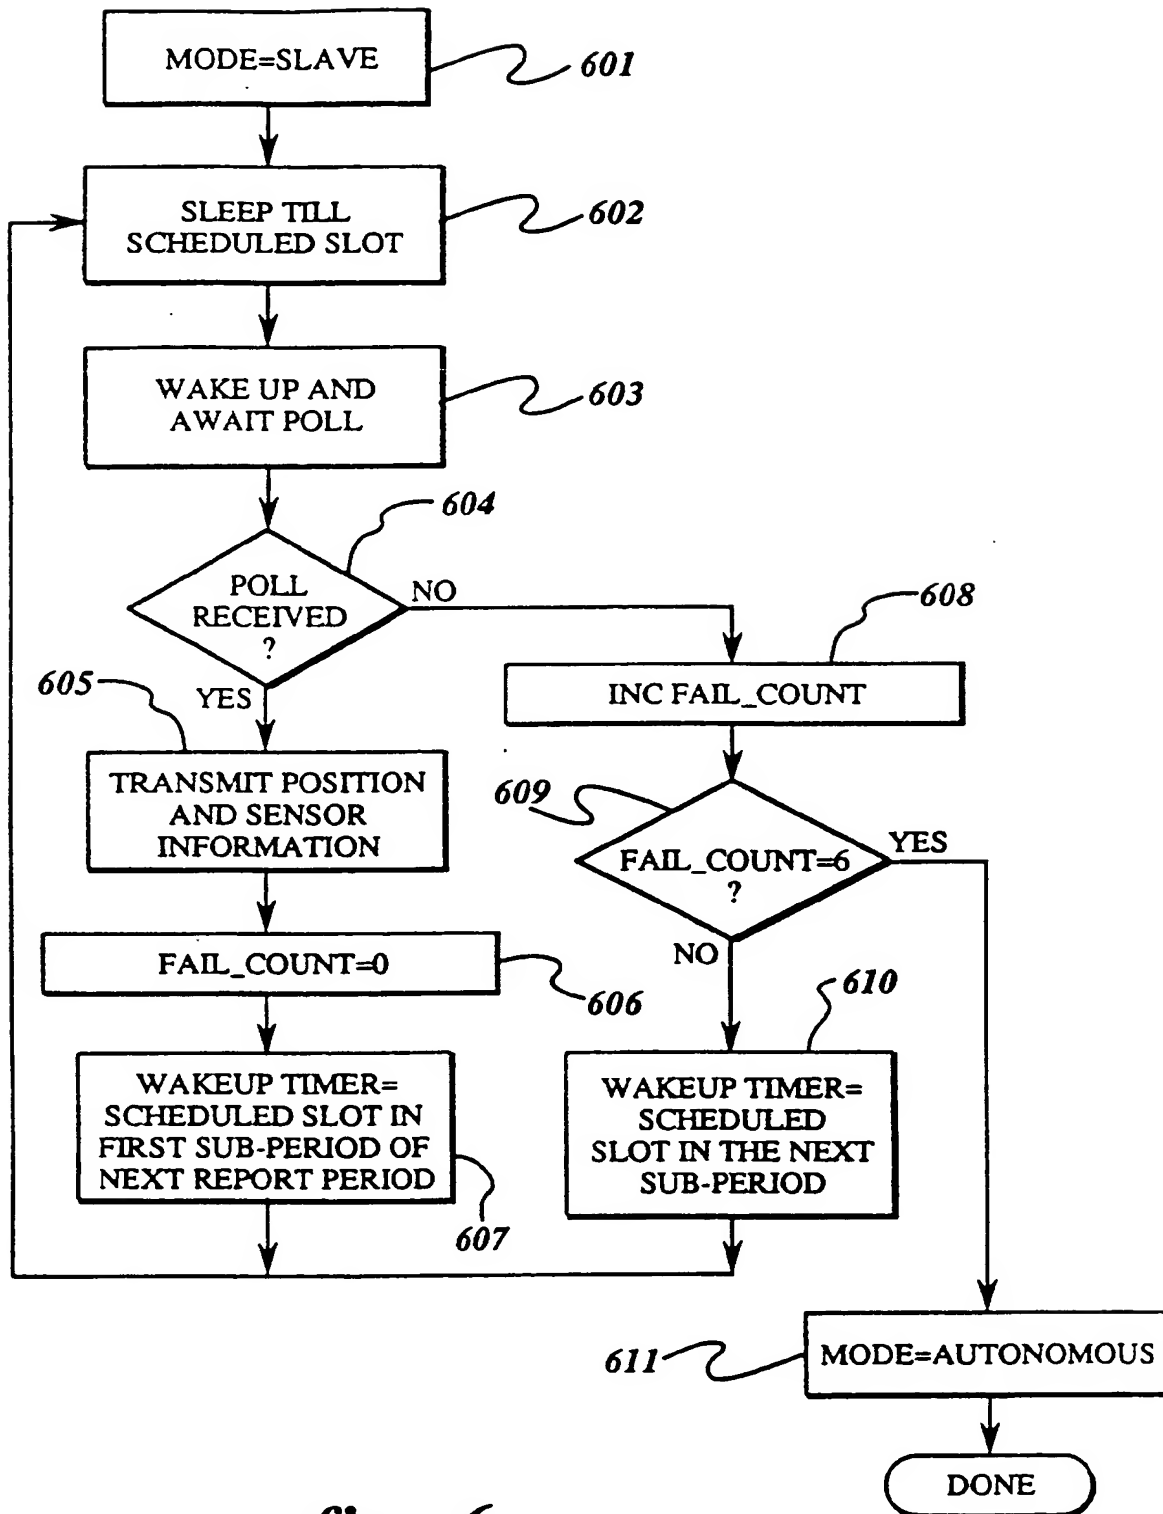 MODE=SLAVE
601
SLEEP TILL
SCHEDULED SLOT
602
WAKE UP AND
AWAIT POLL
603
604
POLL
RECEIVED
?
NO
YES
608
INC FAIL_COUNT
605
TRANSMIT POSITION
AND SENSOR
INFORMATION
609
FAIL_COUNT=6
?
YES
NO
FAIL_COUNT=0
606
610
WAKEUP TIMER=
SCHEDULED SLOT IN
FIRST SUB-PERIOD OF
NEXT REPORT PERIOD
607
WAKEUP TIMER=
SCHEDULED
SLOT IN THE NEXT
SUB-PERIOD
611
MODE=AUTONOMOUS
DONE